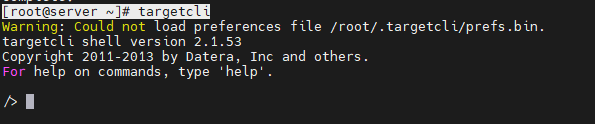 [root@server ~]# targetcli
Warning: Could not load preferences file /root/.targetcli/prefs.bin.
targetcli shell version 2.1.53
Copyright 2011-2013 by Datera, Inc and others.
For help on commands, type 'help'.
/>